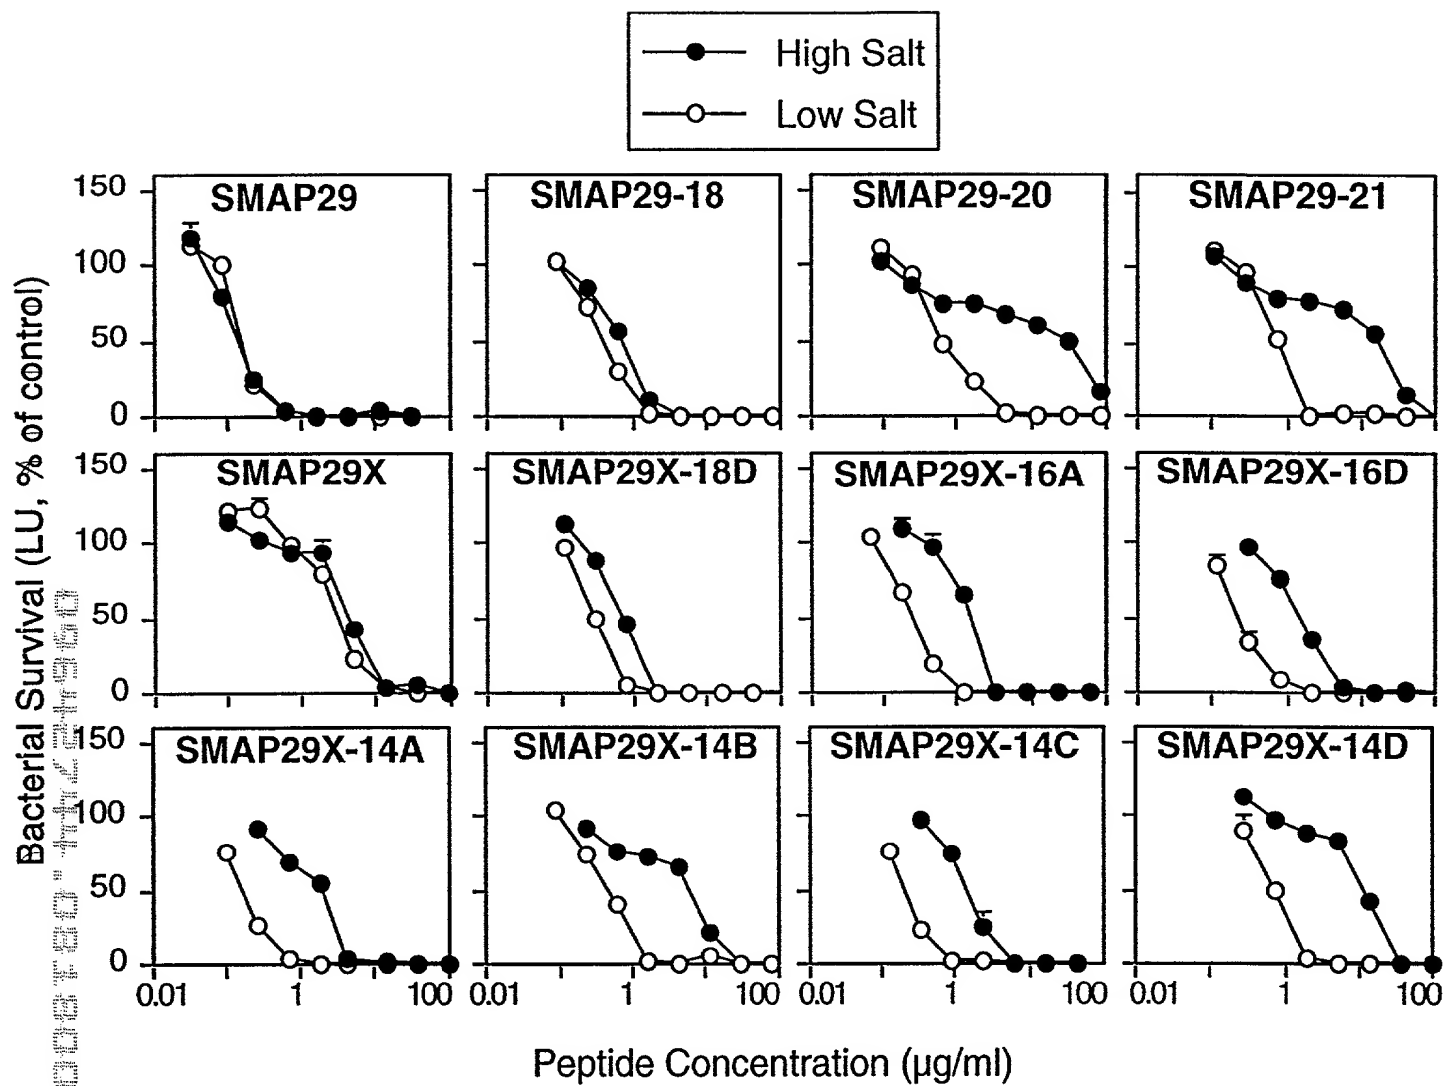 High Salt
Low Salt
Bacterial Survival (LU, % of control)
150 SMAP29 SMAP29-18 SMAP29-20 SMAP29-21
100
50
0
150 SMAP29X SMAP29X-18D SMAP29X-16A SMAP29X-16D
100
50
0
150 SMAP29X-14A SMAP29X-14B SMAP29X-14C SMAP29X-14D
100
50
0
0.01 1 100 0.01 1 100 0.01 1 100 0.01 1 100
Peptide Concentration (µg/ml)